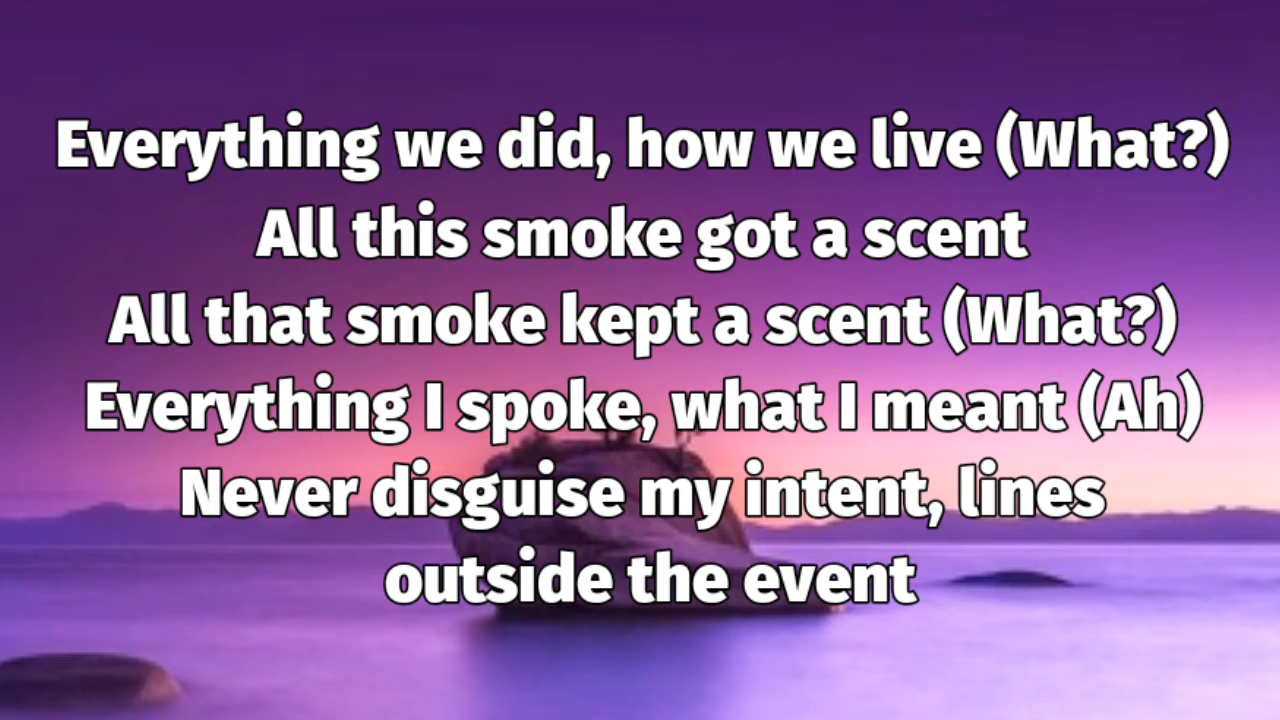 Everything we did, how we live (What?)
All this smoke got a scent
All that smoke kept a scent (What?)
Everything I spoke, what I meant (Ah)
Never disguise my intent, lines
outside the event